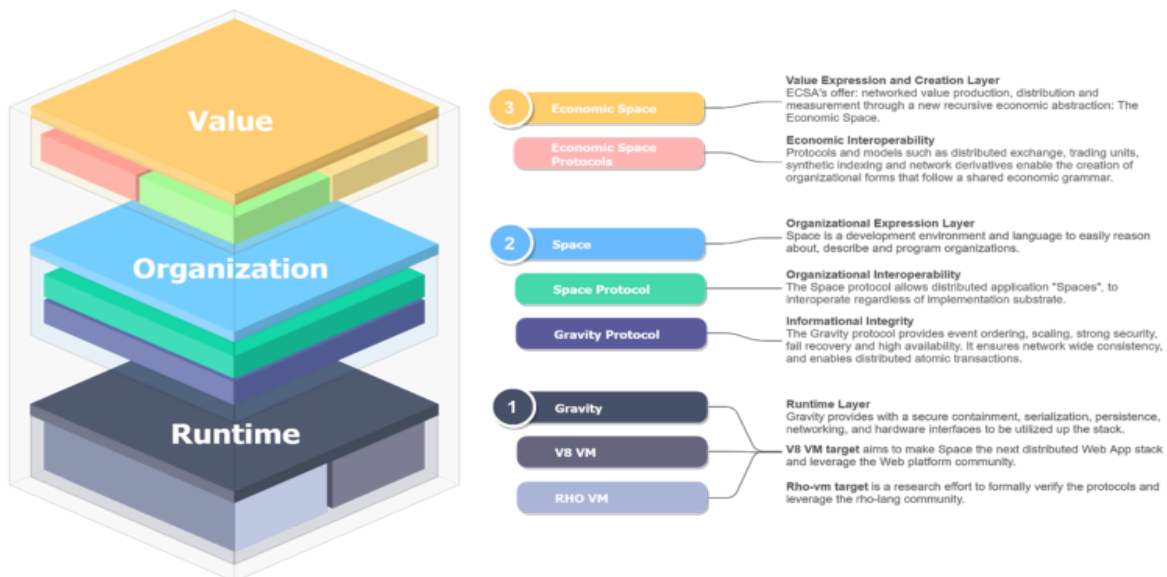 Value
Organization
Runtime
3
Economic Space
Economic Space
Protocols
Value Expression and Creation Layer
ECSA's offer: networked value production, distribution and
measurement through a new recursive economic abstraction: The
Economic Space.
Economic Interoperability
Protocols and models such as distributed exchange, trading units,
synthetic indexing and network derivatives enable the creation of
organizational forms that follow a shared economic grammar.
2
Space
Space Protocol
Gravity Protocol
Organizational Expression Layer
Space is a development environment and language to easily reason
about, describe and program organizations.
Organizational Interoperability
The Space protocol allows distributed application "Spaces", to
interoperate regardless of implementation substrate.
Informational Integrity
The Gravity protocol provides event ordering, scaling, strong security,
fail recovery and high availability. It ensures network wide consistency,
and enables distributed atomic transactions.
1
Gravity
V8 VM
RHO VM
Runtime Layer
Gravity provides with a secure containment, serialization, persistence,
networking, and hardware interfaces to be utilized up the stack.
V8 VM target aims to make Space the next distributed Web App stack
and leverage the Web platform community.
Rho-vm target is a research effort to formally verify the protocols and
leverage the rho-lang community.